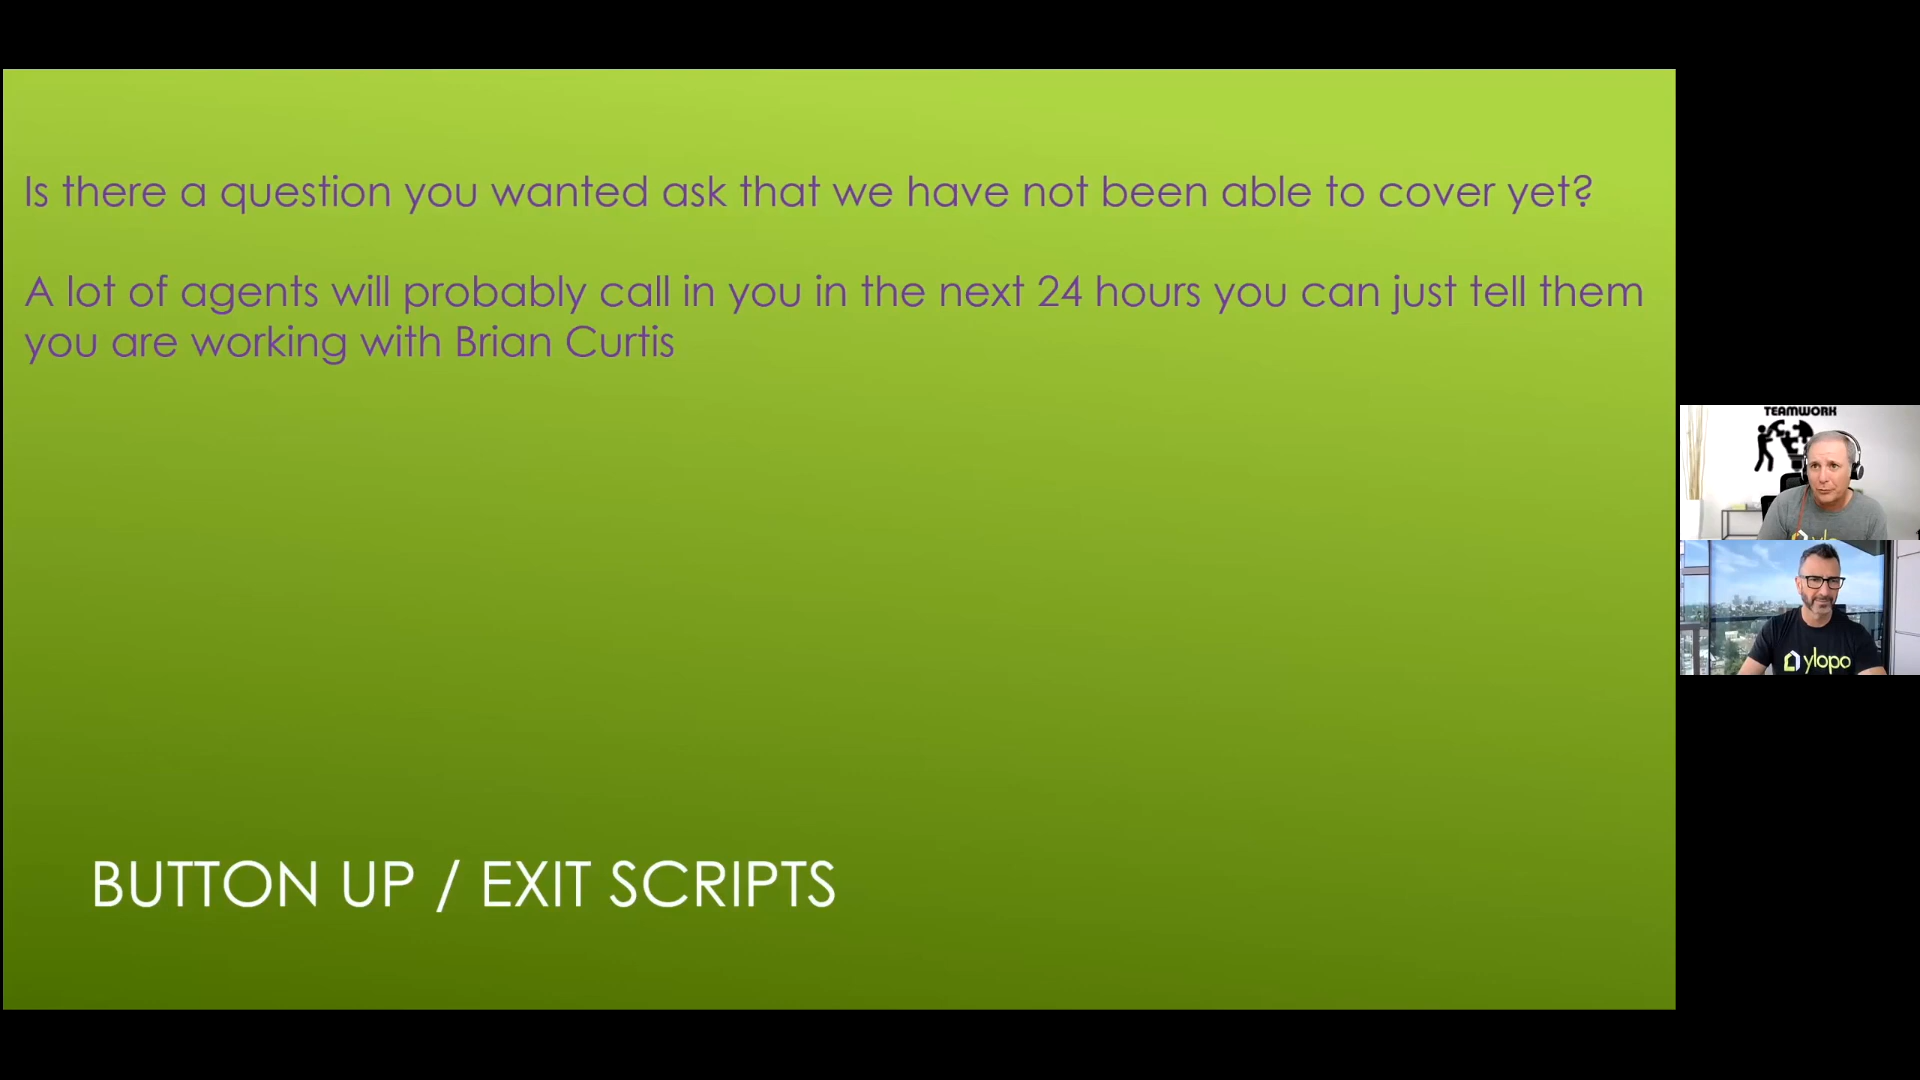 Is there a question you wanted ask that we have not been able to cover yet?
A lot of agents will probably call in you in the next 24 hours you can just tell them
you are working with Brian Curtis
BUTTON UP / EXIT SCRIPTS
TEAMWORK
ylopo